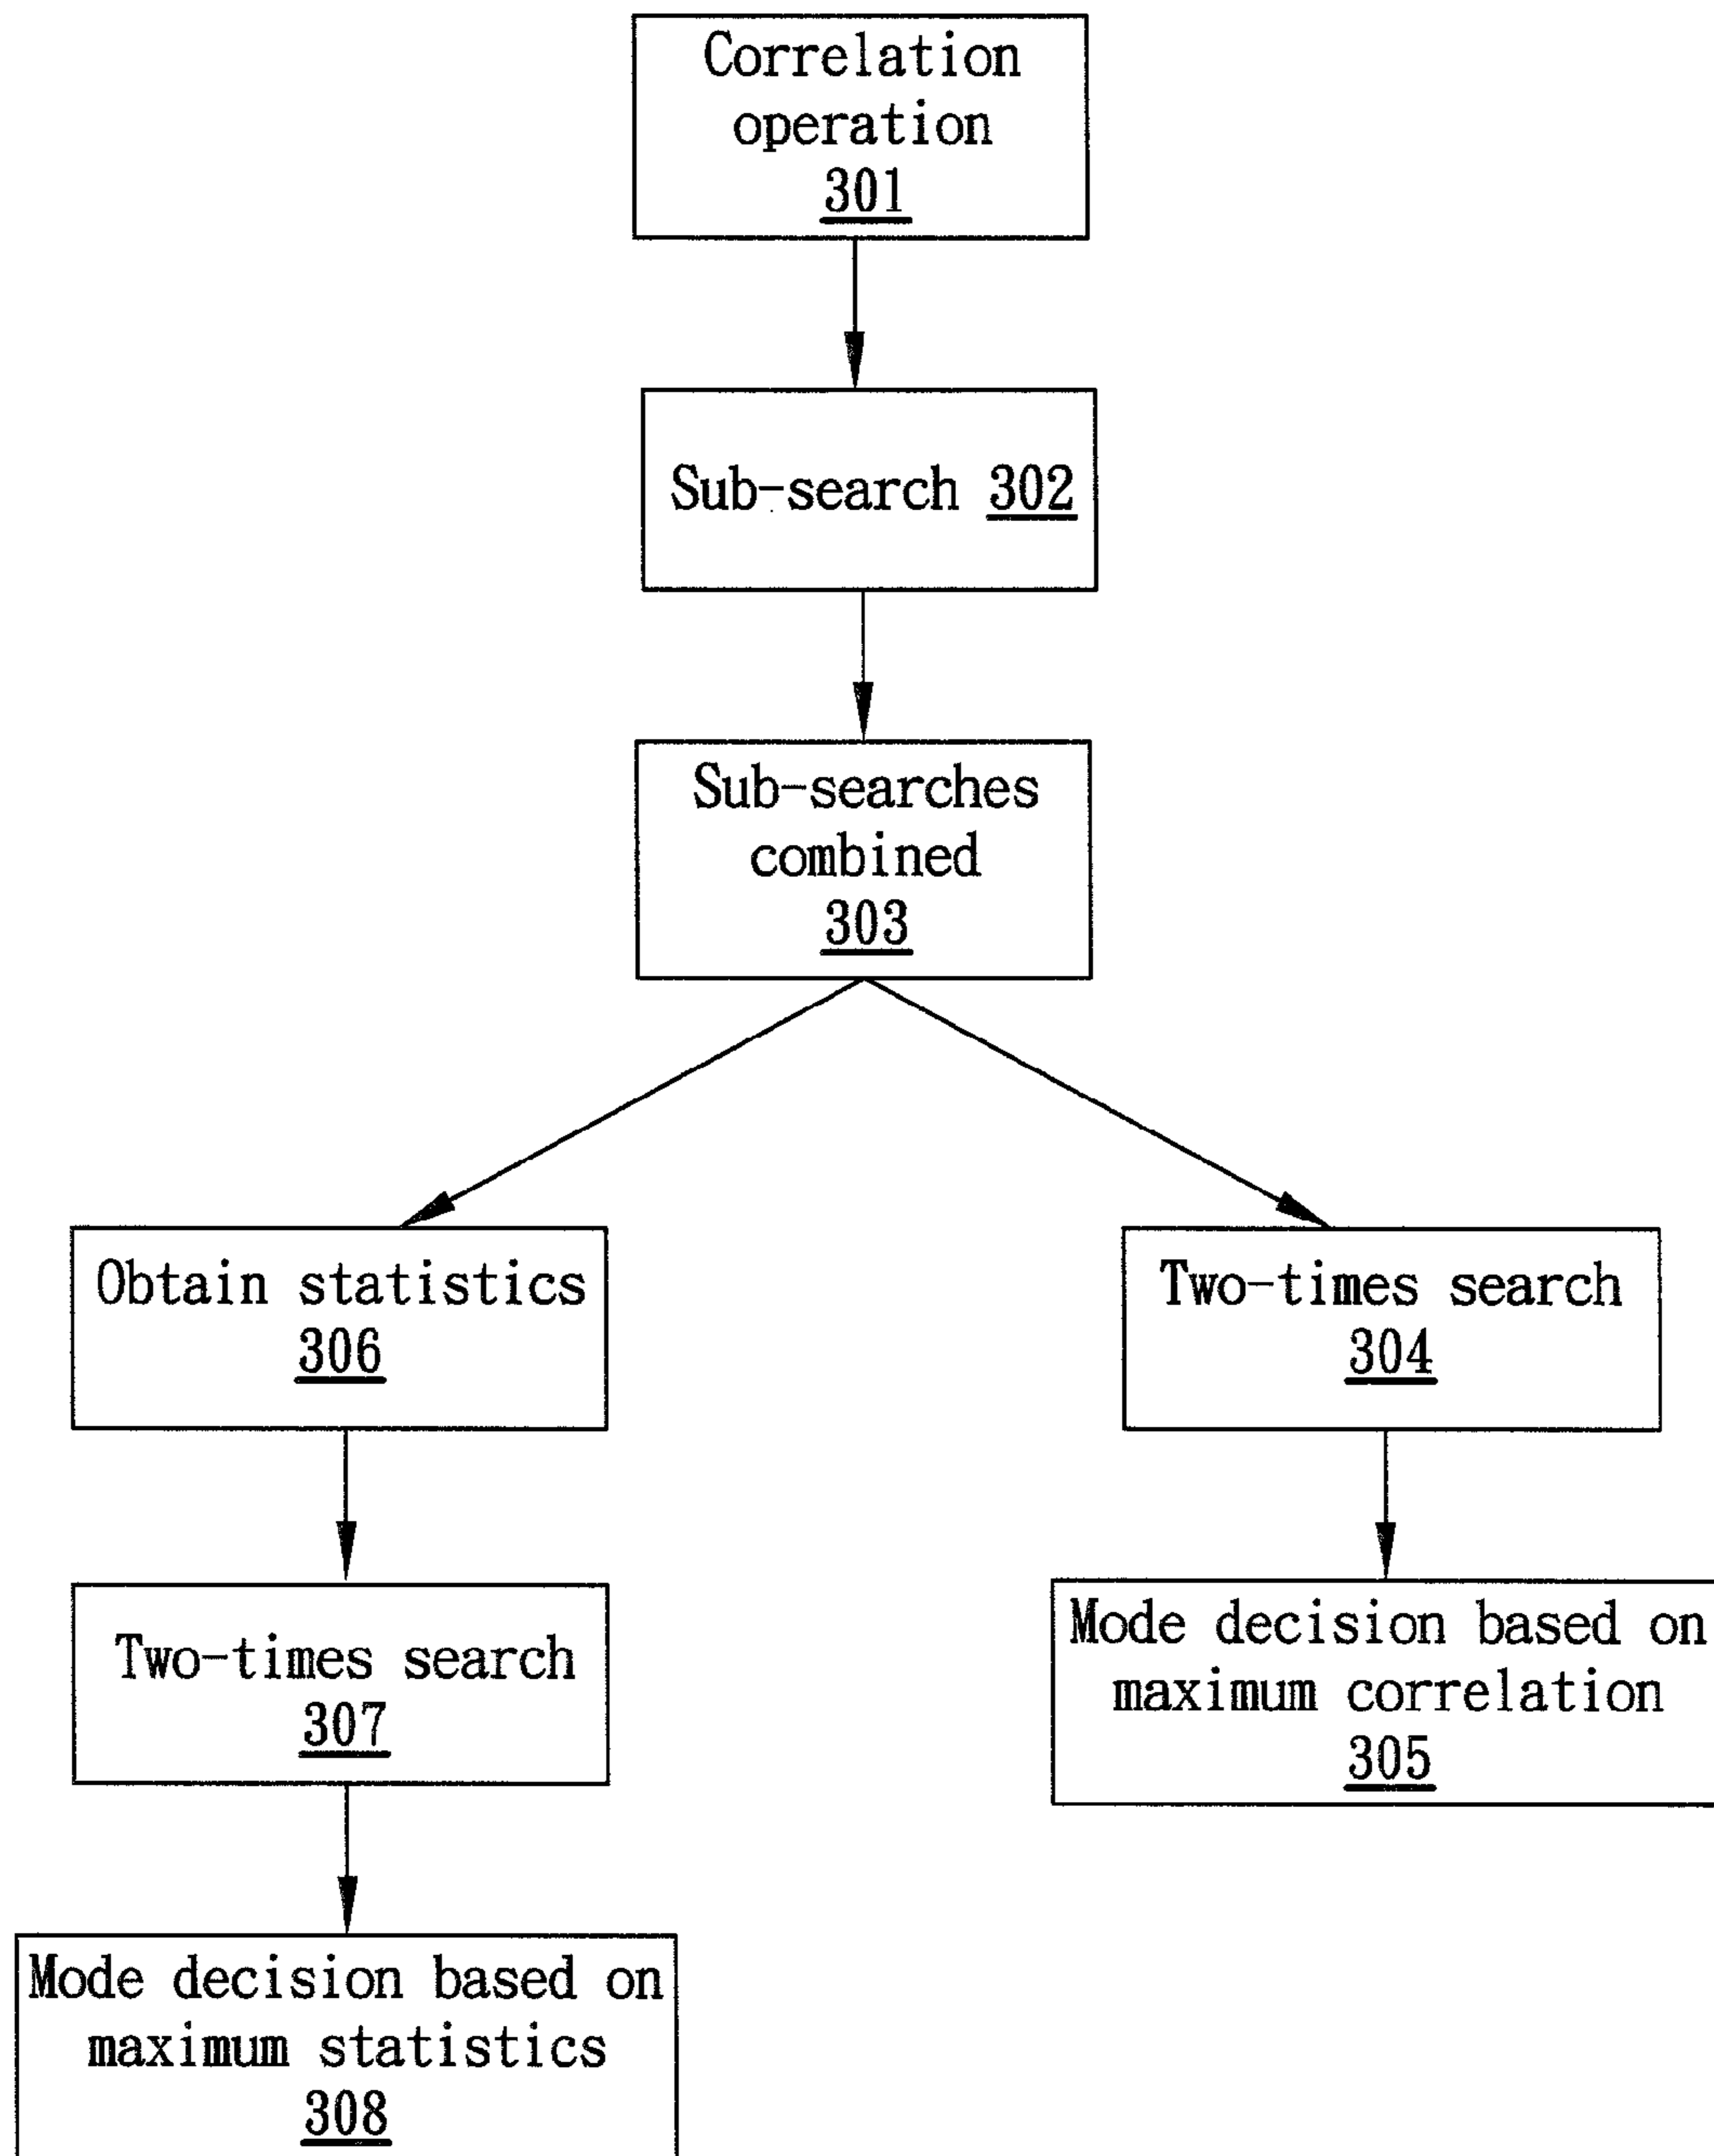 Correlation
operation
301
Sub-search 302
Sub-searches
combined
303
Obtain statistics
306
Two-times search
304
Two-times search
307
Mode decision based on
maximum correlation
305
Mode decision based on
maximum statistics
308